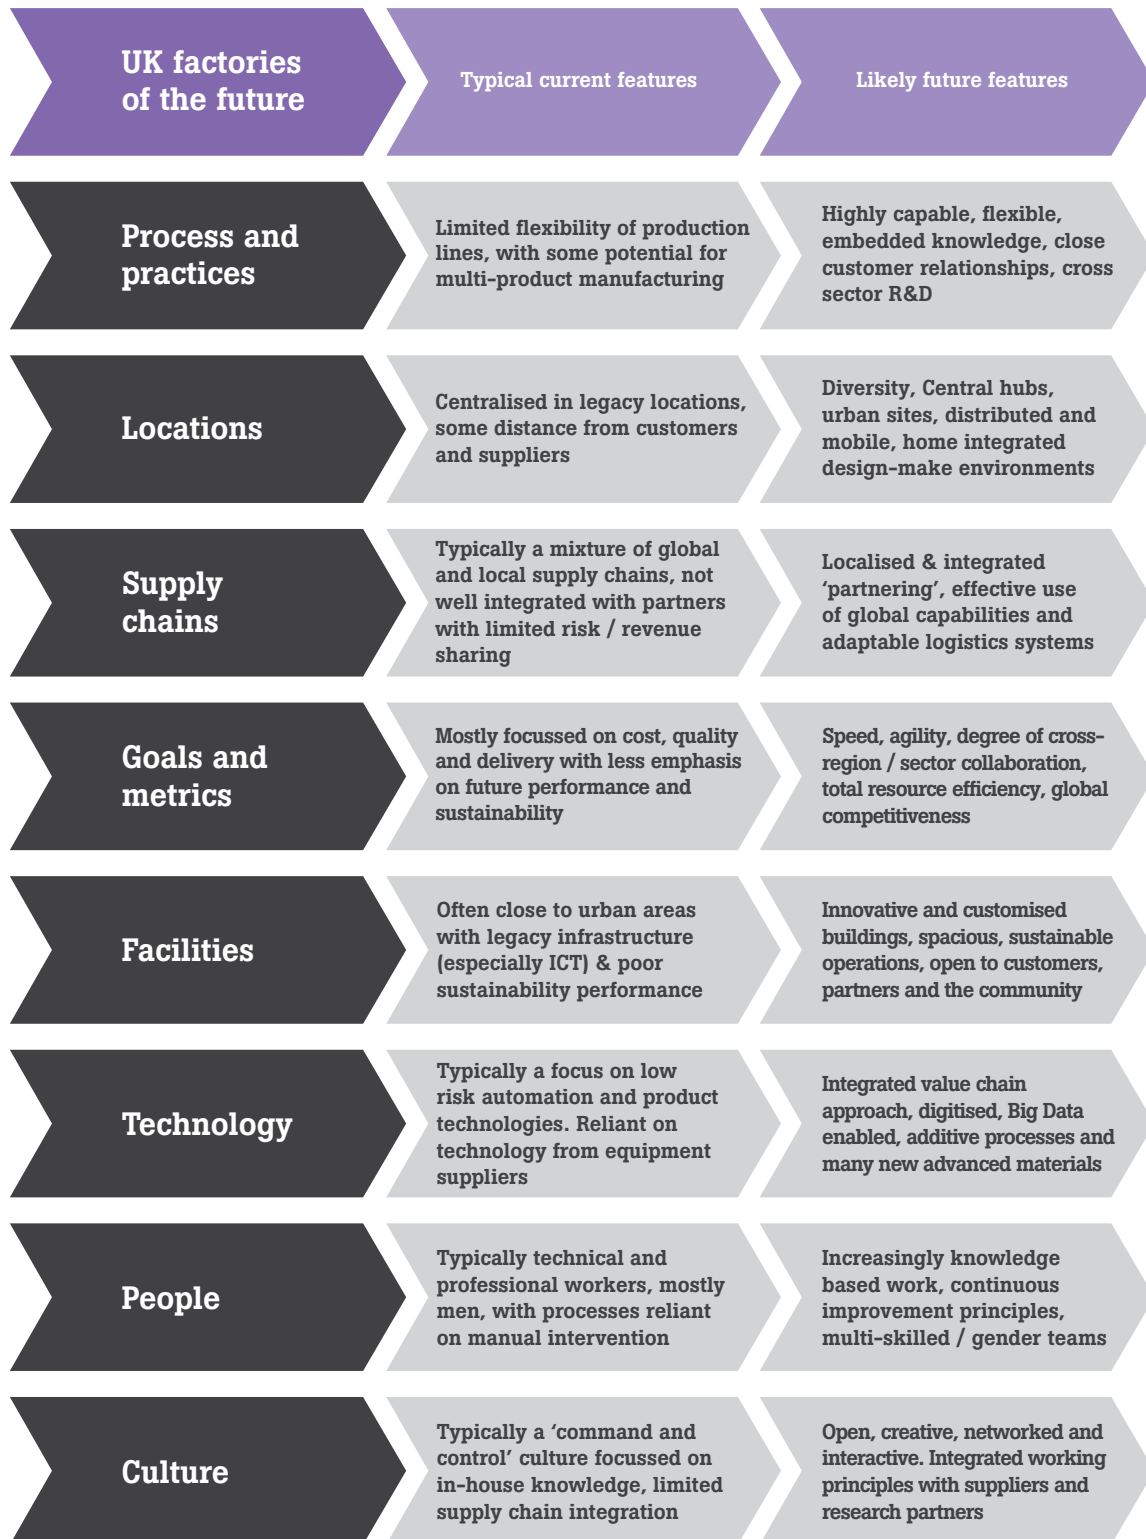 UK factories
of the future
Typical current features
Likely future features
Process and
practices
Limited flexibility of production
lines, with some potential for
multi-product manufacturing
Highly capable, flexible,
embedded knowledge, close
customer relationships, cross
sector R&D
Locations
Centralised in legacy locations,
some distance from customers
and suppliers
Diversity, Central hubs,
urban sites, distributed and
mobile, home integrated
design-make environments
Supply
chains
Typically a mixture of global
and local supply chains, not
well integrated with partners
with limited risk / revenue
sharing
Localised & integrated
‘partnering’, effective use
of global capabilities and
adaptable logistics systems
Goals and
metrics
Mostly focussed on cost, quality
and delivery with less emphasis
on future performance and
sustainability
Speed, agility, degree of cross-
region / sector collaboration,
total resource efficiency, global
competitiveness
Facilities
Often close to urban areas
with legacy infrastructure
(especially ICT) & poor
sustainability performance
Innovative and customised
buildings, spacious, sustainable
operations, open to customers,
partners and the community
Technology
Typically a focus on low
risk automation and product
technologies. Reliant on
technology from equipment
suppliers
Integrated value chain
approach, digitised, Big Data
enabled, additive processes and
many new advanced materials
People
Typically technical and
professional workers, mostly
men, with processes reliant
on manual intervention
Increasingly knowledge
based work, continuous
improvement principles,
multi-skilled / gender teams
Culture
Typically a ‘command and
control’ culture focussed on
in-house knowledge, limited
supply chain integration
Open, creative, networked and
interactive. Integrated working
principles with suppliers and
research partners